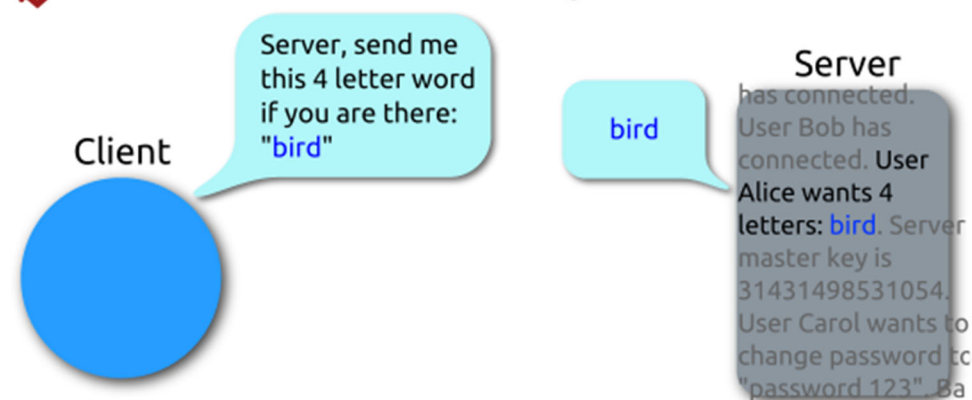 Server, send me
this 4 letter word
if you are there:
"bird"
Client
bird
Server
has connected.
User Bob has
connected. User
Alice wants 4
letters: bird. Server
master key is
31431498531054.
User Carol wants to
change password to
"password 123". Ba